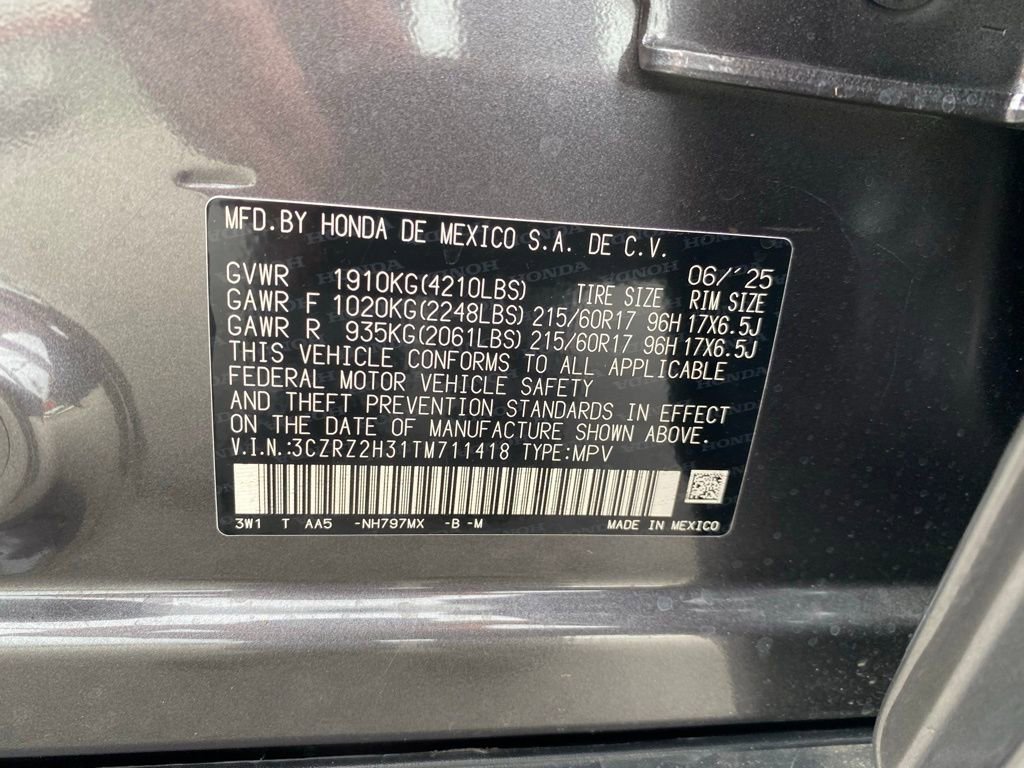 MFD.BY HONDA DE MEXICO S.A. DE C.V.
GVWR 1910KG(4210LBS) TIRE SIZE 06/'25 RIM SIZE
GAWR F 1020KG(2248LBS) 215/60R17 96H 17X6.5J
GAWR R 935KG(2061LBS) 215/60R17 96H 17X6.5J
THIS VEHICLE CONFORMS TO ALL APPLICABLE
FEDERAL MOTOR VEHICLE SAFETY
AND THEFT PREVENTION STANDARDS IN EFFECT
ON THE DATE OF MANUFACTURE SHOWN ABOVE.
V.I.N.:3CZRZ2H31TM711418 TYPE:MPV
3W1 T AA5 -NH797MX -B -M MADE IN MEXICO